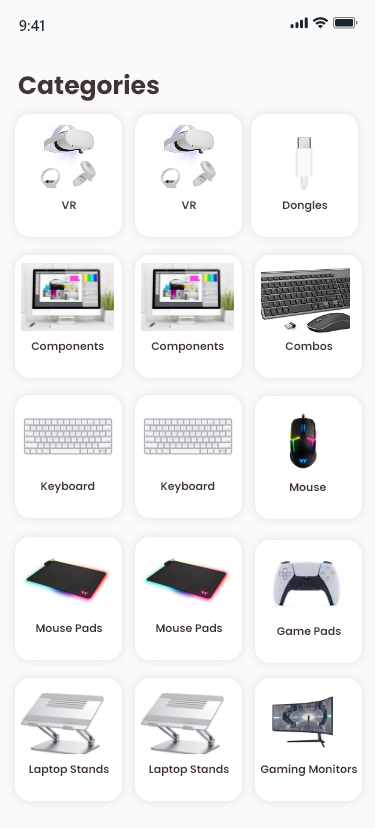 9:41
Categories
VR
VR
Dongles
Components
Components
Combos
Keyboard
Keyboard
Mouse
Mouse Pads
Mouse Pads
Game Pads
Laptop Stands
Laptop Stands
Gaming Monitors